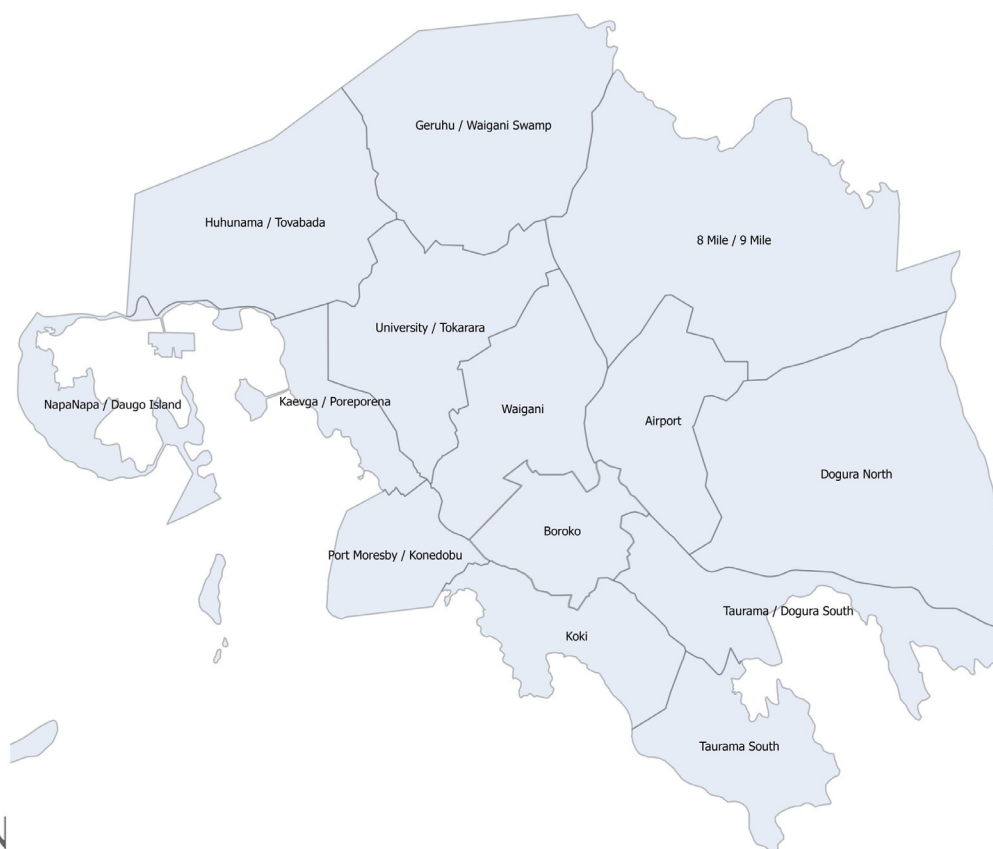 Geruhu / Waigani Swamp
Huhunama / Tovabada
8 Mile / 9 Mile
University / Tokarara
NapaNapa / Daugo Island
Kaevga / Poreporena
Waigani
Airport
Dogura North
Boroko
Port Moresby / Konedobu
Taurama / Dogura South
Koki
Taurama South